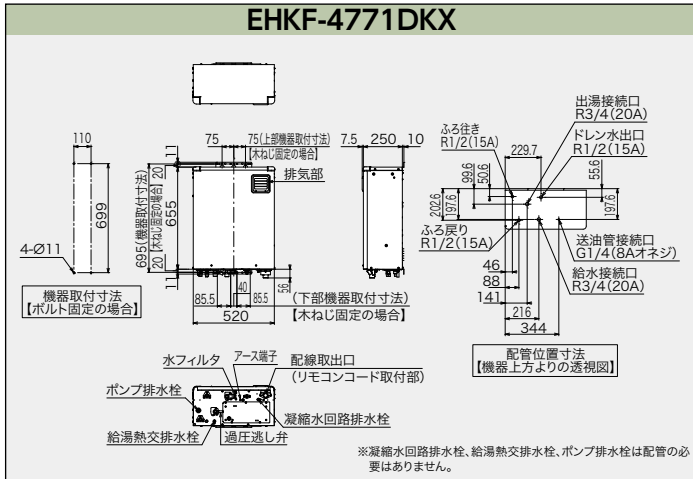 EHKF-4771DKX
110
699
4-Ø11
機器取付寸法
【ボルト固定の場合】
75
75(上部機器取付寸法)
【木ねじ固定の場合】
排気部
11
20
695(機器取付寸法)
【木ねじ固定の場合】
655
20
11
56
40
85.5
85.5
(下部機器取付寸法)
【木ねじ固定の場合】
520
7.5
250
10
出湯接続口
R3/4(20A)
ふろ往き
R1/2(15A)
ドレン水出口
R1/2(15A)
229.7
99.6
50.6
55.6
202.6
197.6
197.6
ふろ戻り
R1/2(15A)
送油管接続口
G1/4(8Aオネジ)
給水接続口
R3/4(20A)
46
88
141
216
344
配管位置寸法
【機器上方よりの透視図】
水フィルタ
アース端子
配線取出口
(リモコンコード取付部)
ポンプ排水栓
凝縮水回路排水栓
給湯熱交排水栓
過圧逃し弁
※凝縮水回路排水栓、給湯熱交排水栓、ポンプ排水栓は配管の必
要はありません。